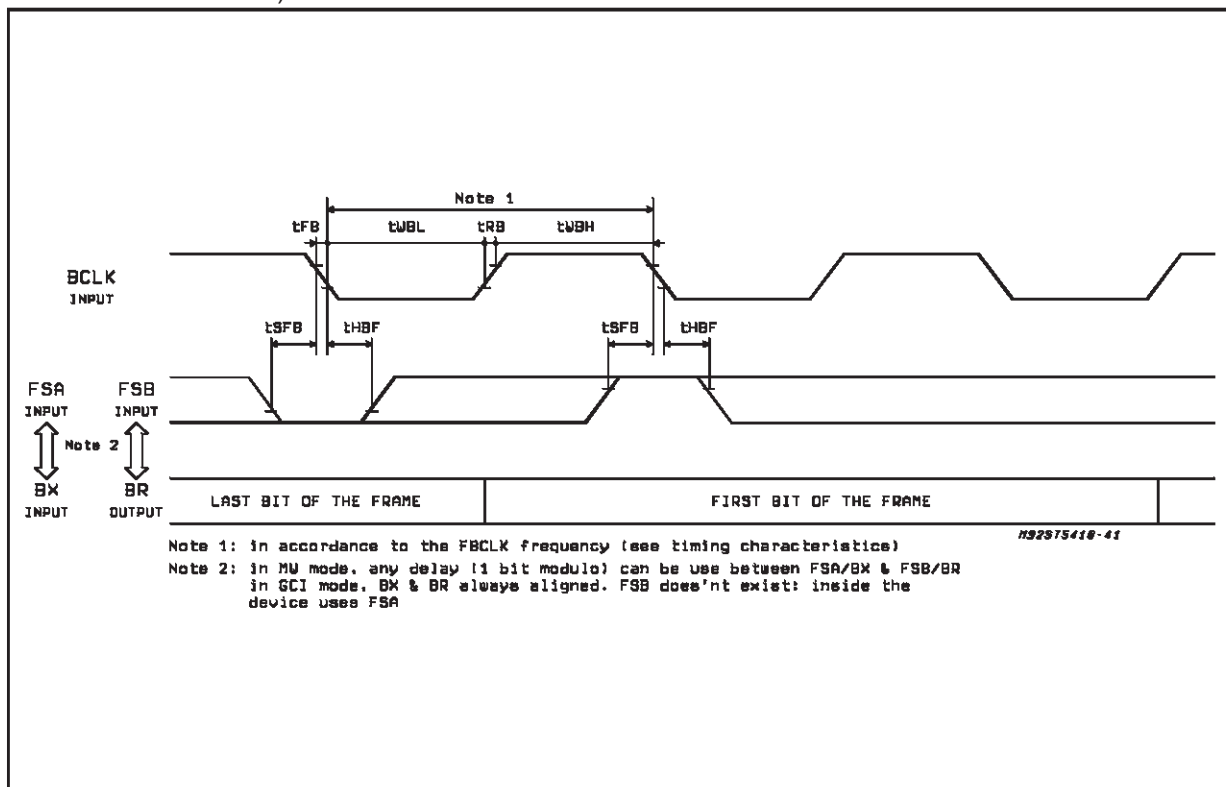 Note 1
tFB tWBL tRB tWBH
BCLK
INPUT
tSFB tHBF tSFB tHBF
FSA FSB
INPUT INPUT
Note 2
BX BR
INPUT OUTPUT
LAST BIT OF THE FRAME FIRST BIT OF THE FRAME
M92ST5410-41
Note 1: in accordance to the FBCLK frequency (see timing characteristics)
Note 2: in MW mode. any delay (1 bit modulo) can be use between FSA/BX & FSB/BR
in GCI mode. BX & BR always aligned. FSB does'nt exist: inside the
device uses FSA